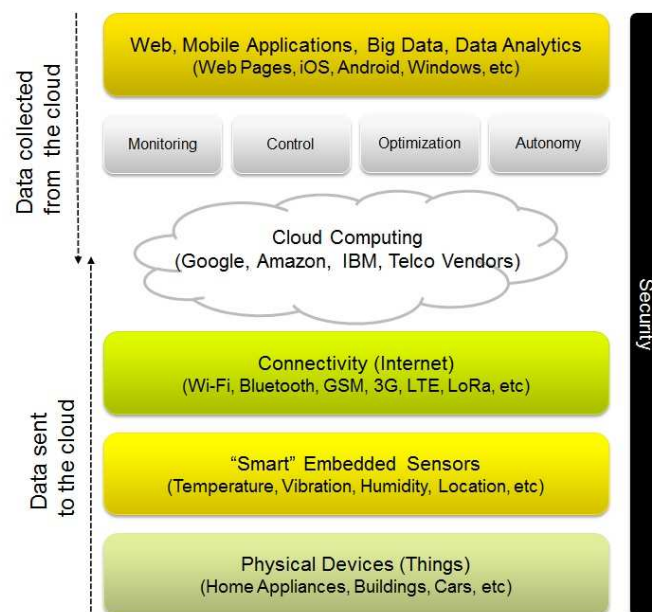 Web, Mobile Applications, Big Data, Data Analytics
(Web Pages, iOS, Android, Windows, etc)
Monitoring
Control
Optimization
Autonomy
Cloud Computing
(Google, Amazon, IBM, Telco Vendors)
Connectivity (Internet)
(Wi-Fi, Bluetooth, GSM, 3G, LTE, LoRa, etc)
“Smart” Embedded Sensors
(Temperature, Vibration, Humidity, Location, etc)
Physical Devices (Things)
(Home Appliances, Buildings, Cars, etc)
Data collected
from the cloud
Data sent
to the cloud
Security